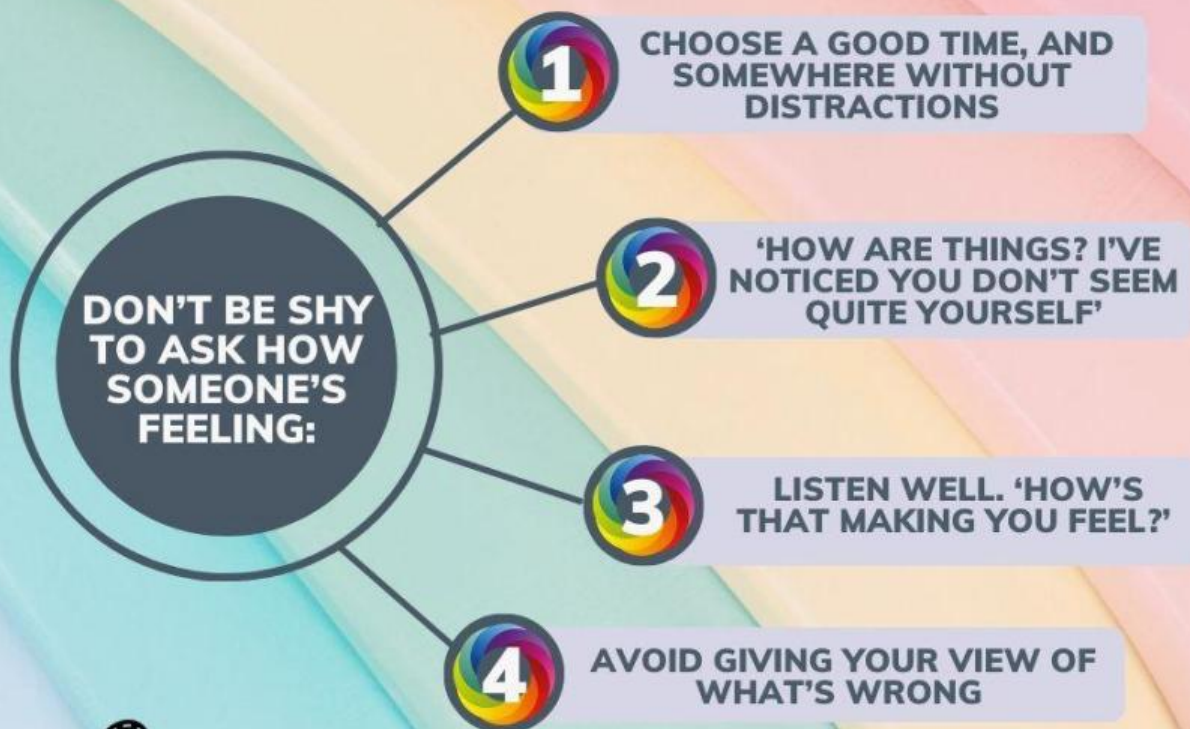 DON'T BE SHY
TO ASK HOW
SOMEONE'S
FEELING:
1
CHOOSE A GOOD TIME, AND
SOMEWHERE WITHOUT
DISTRACTIONS
2
‘HOW ARE THINGS? I'VE
NOTICED YOU DON'T SEEM
QUITE YOURSELF’
3
LISTEN WELL. ‘HOW'S
THAT MAKING YOU FEEL?’
4
AVOID GIVING YOUR VIEW OF
WHAT'S WRONG